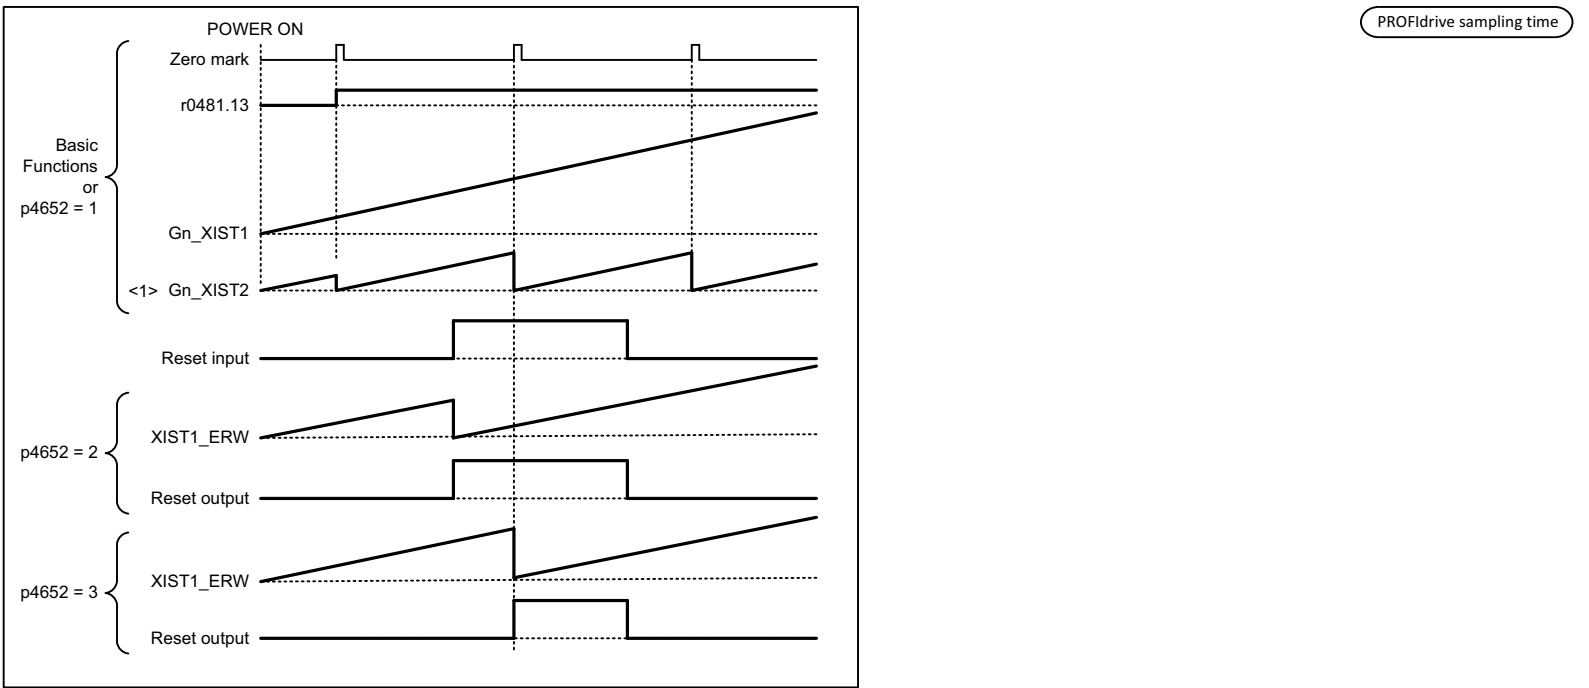 PROFIdrive sampling time
POWER ON
Zero mark
r0481.13
Basic
Functions
or
p4652 = 1
Gn_XIST1
<1> Gn_XIST2
Reset input
p4652 = 2
XIST1_ERW
Reset output
p4652 = 3
XIST1_ERW
Reset output